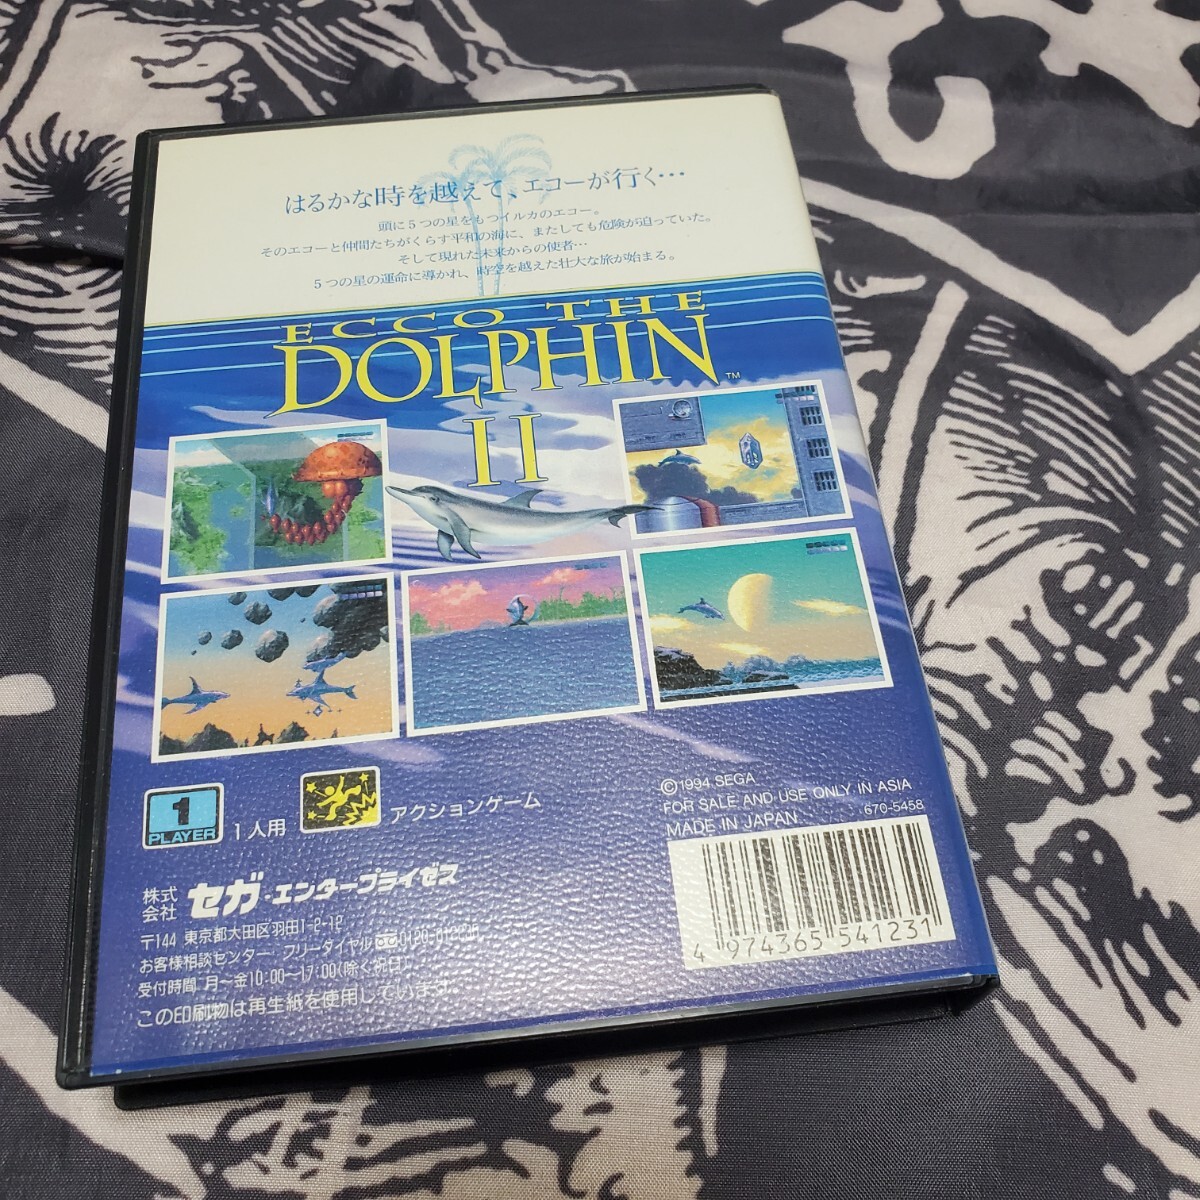 はるかな時を越えて、エコーが行く…
頭に5つの星をもつイルカのエコー。
そのエコーと仲間たちがくらす平和の海に、またしても危険が迫っていた。
そして現れた未来からの使者…
5つの星の運命に導かれ、時空を越えた壮大な旅が始まる。
ECCO THE
DOLPHIN™
II
1
PLAYER
1人用
アクションゲーム
©1994 SEGA
FOR SALE AND USE ONLY IN ASIA
MADE IN JAPAN
670-5458
株式
会社
セガ・エンタープライゼス
〒144 東京都大田区羽田1-2-12
お客様相談センター フリーダイヤル
受付時間 月〜金10:00〜17:00(除く祝日)
この印刷物は再生紙を使用しています。
4 974365 541231